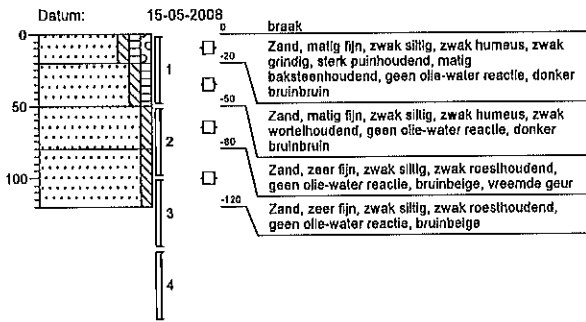 Datum: 15-05-2008
0 braak
0
Zand, matig fijn, zwak siltig, zwak humeus, zwak
grindig, sterk puinhoudend, matig
baksteenhoudend, geen olie-water reactie, donker
bruinbruin
-20
1
Zand, matig fijn, zwak siltig, zwak humeus, zwak
wortelhoudend, geen olie-water reactie, donker
bruinbruin
50
-50
2
Zand, zeer fijn, zwak siltig, zwak roesthoudend,
geen olie-water reactie, bruinbeige, vreemde geur
-80
100
Zand, zeer fijn, zwak siltig, zwak roesthoudend,
geen olie-water reactie, bruinbeige
-120
3
4